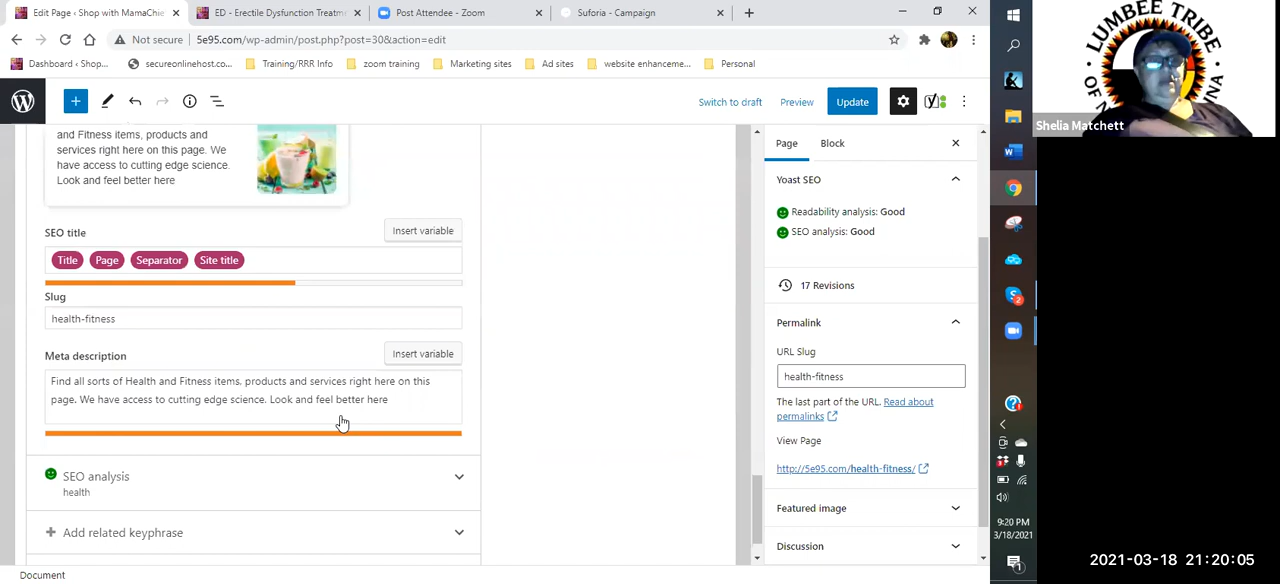 Edit Page ‹ Shop with MamaChie
ED - Erectile Dysfunction Treatm
Post Attendee - Zoom
Suforia - Campaign
Not secure
5e95.com/wp-admin/post.php?post=30&action=edit
Dashboard ‹ Shop...
secureonlinehost.co...
Training/RRR Info
zoom training
Marketing sites
Ad sites
website enhanceme...
Personal
Switch to draft
Preview
Update
and Fitness items, products and
services right here on this page. We
have access to cutting edge science.
Look and feel better here
SEO title
Insert variable
Title
Page
Separator
Site title
Slug
health-fitness
Meta description
Insert variable
Find all sorts of Health and Fitness items, products and services right here on this
page. We have access to cutting edge science. Look and feel better here
SEO analysis
health
Add related keyphrase
Document
Page
Block
Yoast SEO
Readability analysis: Good
SEO analysis: Good
17 Revisions
Permalink
URL Slug
health-fitness
The last part of the URL. Read about
permalinks
View Page
http://5e95.com/health-fitness/
Featured image
Discussion
LUMBEE TRIBE
Shelia Matchett
9:20 PM
3/18/2021
2021-03-18 21:20:05